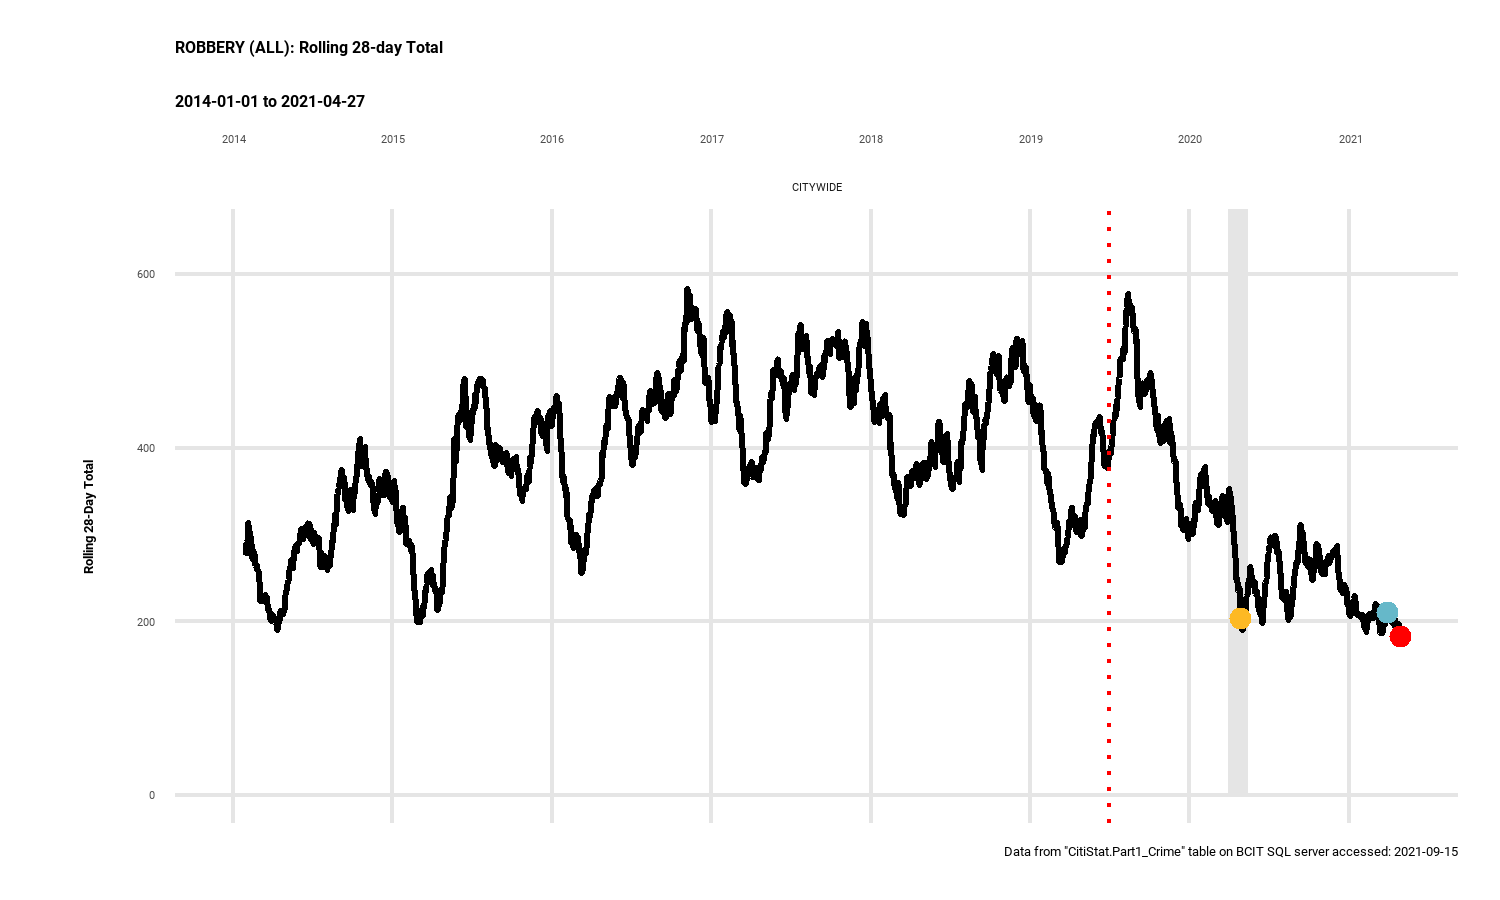 ROBBERY (ALL): Rolling 28-day Total
2014-01-01 to 2021-04-27
2014 2015 2016 2017 2018 2019 2020 2021
CITYWIDE
600
400
200
0
Rolling 28-Day Total
Data from "CitiStat.Part1_Crime" table on BCIT SQL server accessed: 2021-09-15